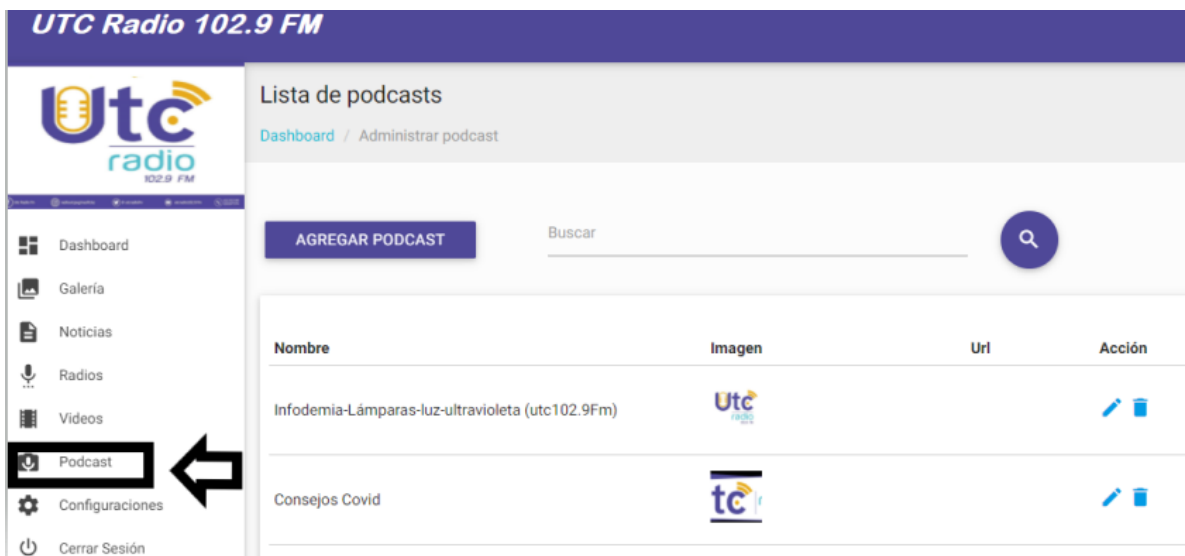 UTC Radio 102.9 FM
Utc
radio
102.9 FM
Dashboard
Galería
Noticias
Radios
Videos
Podcast
Configuraciones
Cerrar Sesión
Lista de podcasts
Dashboard / Administrar podcast
AGREGAR PODCAST
Buscar
Nombre Imagen Url Acción
Infodemia-Lámparas-luz-ultravioleta (utc102.9Fm)
Utc
radio
Consejos Covid
tc